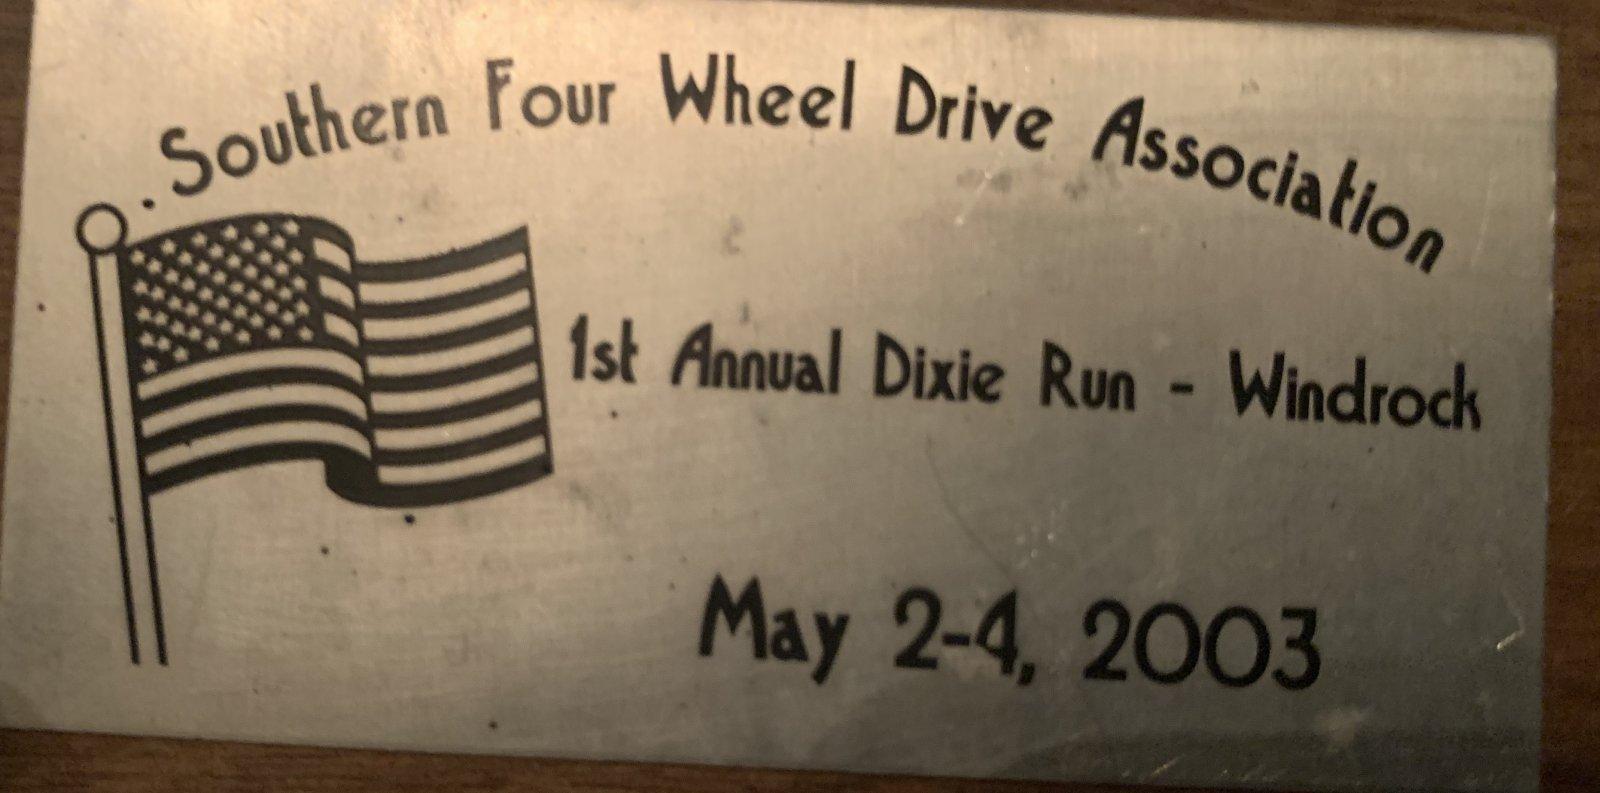 Southern Four Wheel Drive Association
1st Annual Dixie Run - Windrock
May 2-4, 2003